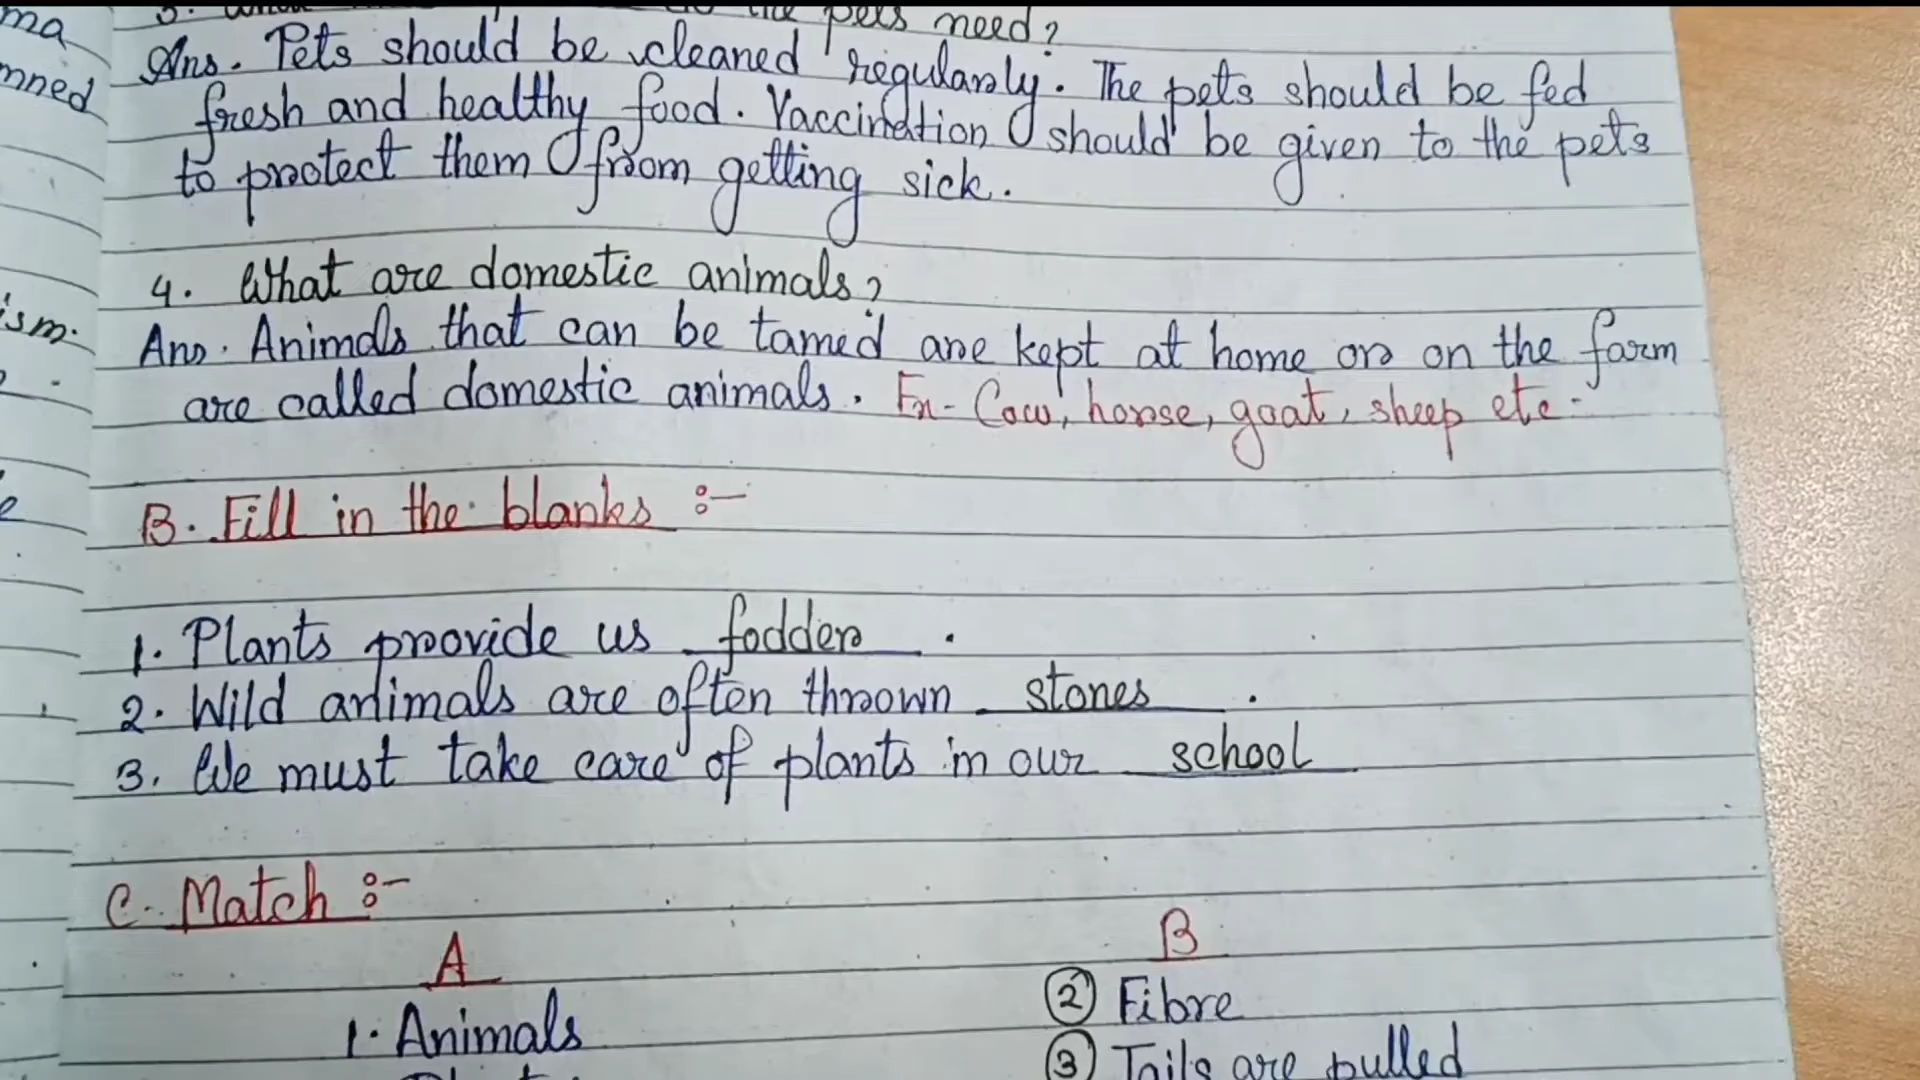 ma
nned
ism.
pets need?
Ans. Pets should be cleaned regularly. The pets should be fed
fresh and healthy food. Vaccination should be given to the pets
to protect them from getting sick.
4. What are domestic animals?
Ans. Animals that can be tamed are kept at home or on the farm
are called domestic animals. Ex- Cow, horse, goat, sheep etc.
B. Fill in the blanks :-
1. Plants provide us fodder.
2. Wild animals are often thrown stones.
3. We must take care of plants in our school
C. Match :-
A B
1. Animals ② Fibre
③ Tails are pulled